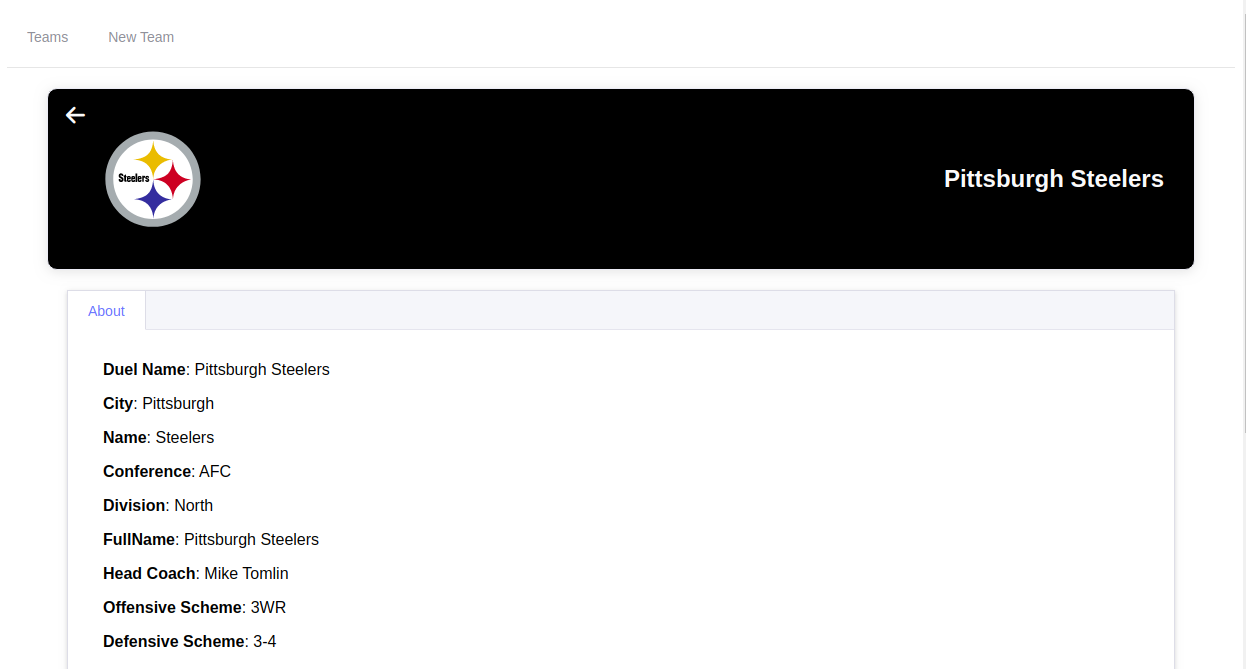 Teams New Team
Steelers
Pittsburgh Steelers
About
Duel Name: Pittsburgh Steelers
City: Pittsburgh
Name: Steelers
Conference: AFC
Division: North
FullName: Pittsburgh Steelers
Head Coach: Mike Tomlin
Offensive Scheme: 3WR
Defensive Scheme: 3-4